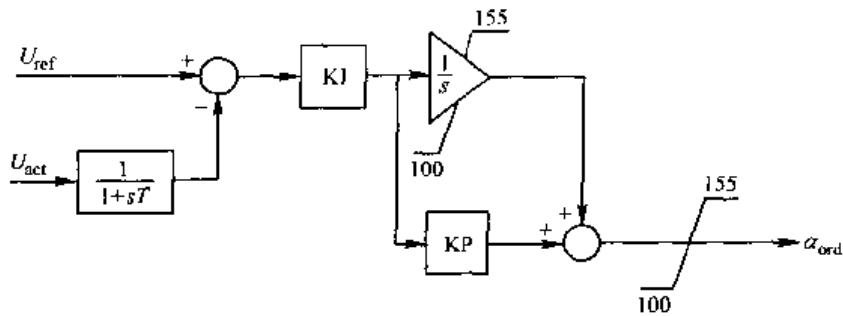 155
U_ref
+
−
KI
1
s
100
U_act
1
1+sT
KP
+
+
155
α_ord
100